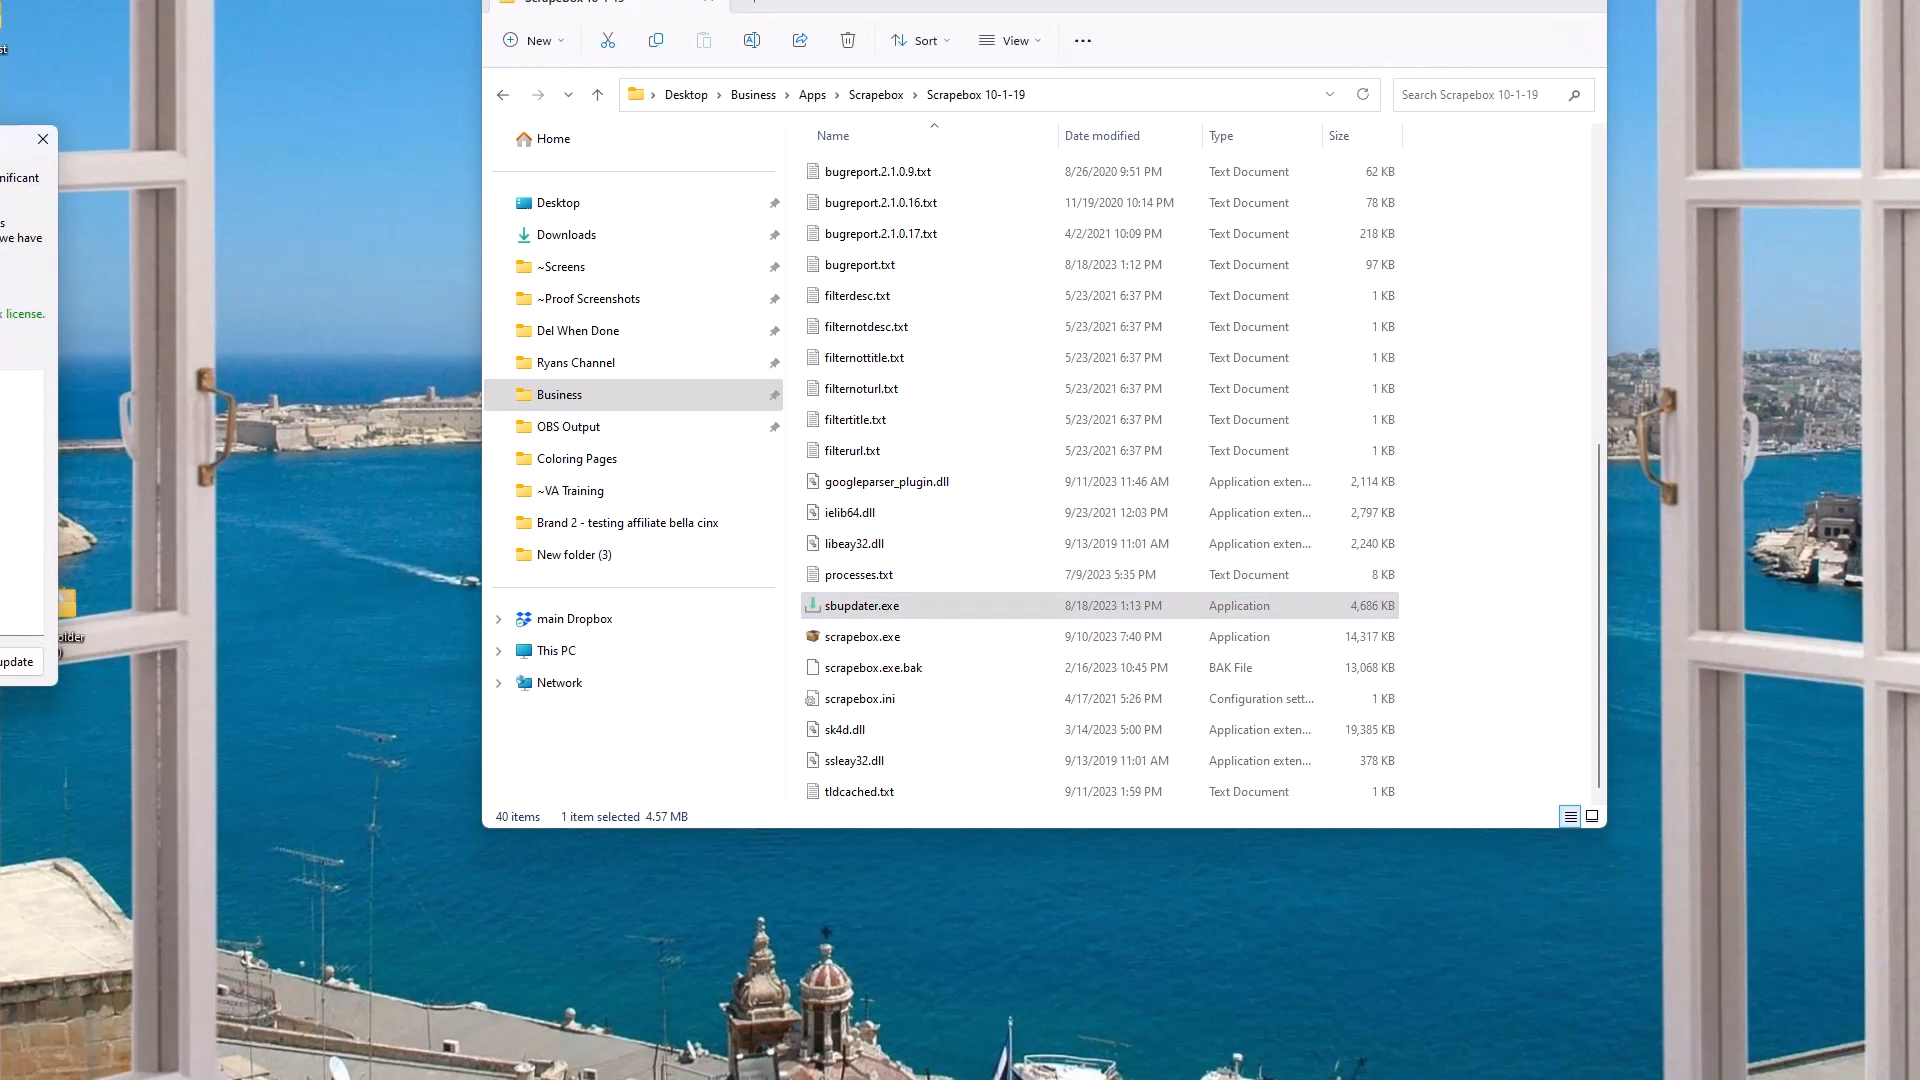 Scrapebox 10-1-19
New
Sort
View
Desktop
Business
Apps
Scrapebox
Scrapebox 10-1-19
Search Scrapebox 10-1-19
Home
Desktop
Downloads
~Screens
~Proof Screenshots
Del When Done
Ryans Channel
Business
OBS Output
Coloring Pages
~VA Training
Brand 2 - testing affiliate bella cinx
New folder (3)
main Dropbox
This PC
Network
Name Date modified Type Size
bugreport.2.1.0.9.txt 8/26/2020 9:51 PM Text Document 62 KB
bugreport.2.1.0.16.txt 11/19/2020 10:14 PM Text Document 78 KB
bugreport.2.1.0.17.txt 4/2/2021 10:09 PM Text Document 218 KB
bugreport.txt 8/18/2023 1:12 PM Text Document 97 KB
filterdesc.txt 5/23/2021 6:37 PM Text Document 1 KB
filternotdesc.txt 5/23/2021 6:37 PM Text Document 1 KB
filternottitle.txt 5/23/2021 6:37 PM Text Document 1 KB
filternoturl.txt 5/23/2021 6:37 PM Text Document 1 KB
filtertitle.txt 5/23/2021 6:37 PM Text Document 1 KB
filterurl.txt 5/23/2021 6:37 PM Text Document 1 KB
googleparser_plugin.dll 9/11/2023 11:46 AM Application exten... 2,114 KB
ielib64.dll 9/23/2021 12:03 PM Application exten... 2,797 KB
libeay32.dll 9/13/2019 11:01 AM Application exten... 2,240 KB
processes.txt 7/9/2023 5:35 PM Text Document 8 KB
sbupdater.exe 8/18/2023 1:13 PM Application 4,686 KB
scrapebox.exe 9/10/2023 7:40 PM Application 14,317 KB
scrapebox.exe.bak 2/16/2023 10:45 PM BAK File 13,068 KB
scrapebox.ini 4/17/2021 5:26 PM Configuration sett... 1 KB
sk4d.dll 3/14/2023 5:00 PM Application exten... 19,385 KB
ssleay32.dll 9/13/2019 11:01 AM Application exten... 378 KB
tldcached.txt 9/11/2023 1:59 PM Text Document 1 KB
40 items 1 item selected 4.57 MB
st
nificant
s
we have
license.
older
update